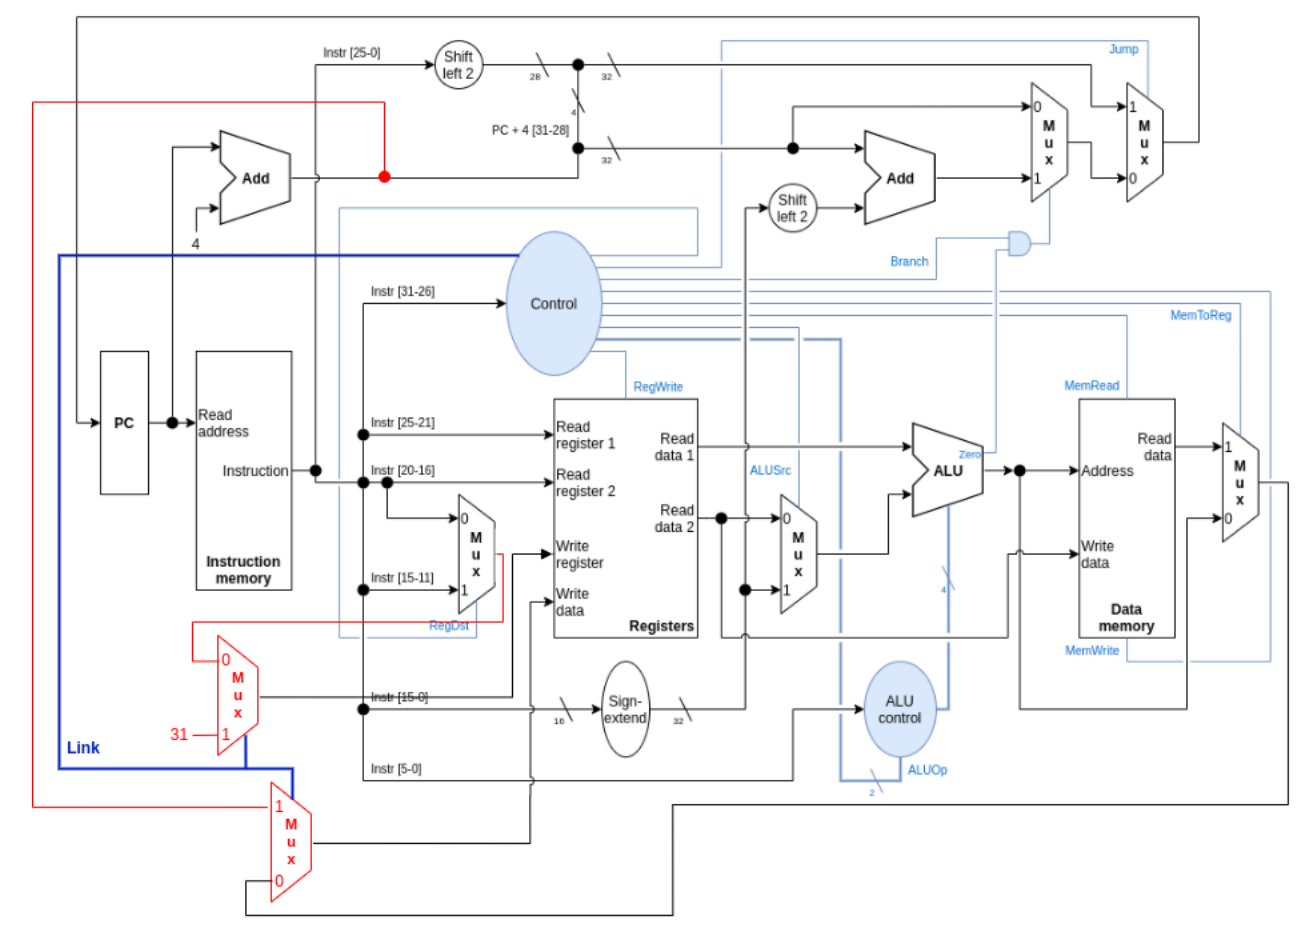 Instr [25-0]
Shift
left 2
28
32
Jump
4
PC + 4 [31-28]
32
0
M
u
x
1
1
M
u
x
0
Add
4
Add
Shift
left 2
Branch
Instr [31-26]
Control
MemToReg
RegWrite
MemRead
PC
Read
address
Instruction
Instruction
memory
Instr [25-21]
Instr [20-16]
Instr [15-11]
0
M
u
x
1
RegDst
Read
register 1
Read
register 2
Write
register
Write
data
Read
data 1
Read
data 2
Registers
ALUSrc
0
M
u
x
1
Zero
ALU
4
Address
Read
data
Write
data
Data
memory
MemWrite
1
M
u
x
0
0
M
u
x
1
31
Instr [15-0]
16
Sign-
extend
32
ALU
control
Link
Instr [5-0]
ALUOp
2
1
M
u
x
0